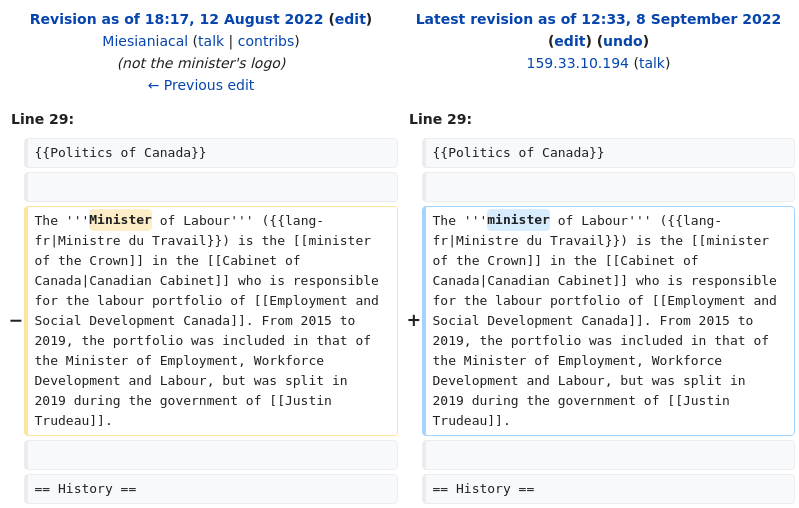 Revision as of 18:17, 12 August 2022 (edit)
Miesianiacal (talk | contribs)
(not the minister's logo)
← Previous edit
Latest revision as of 12:33, 8 September 2022
(edit) (undo)
159.33.10.194 (talk)
Line 29:
Line 29:
{{Politics of Canada}}
{{Politics of Canada}}
−
The '''Minister of Labour''' ({{lang-
fr|Ministre du Travail}}) is the [[minister
of the Crown]] in the [[Cabinet of
Canada|Canadian Cabinet]] who is responsible
for the labour portfolio of [[Employment and
Social Development Canada]]. From 2015 to
2019, the portfolio was included in that of
the Minister of Employment, Workforce
Development and Labour, but was split in
2019 during the government of [[Justin
Trudeau]].
+
The '''minister of Labour''' ({{lang-
fr|Ministre du Travail}}) is the [[minister
of the Crown]] in the [[Cabinet of
Canada|Canadian Cabinet]] who is responsible
for the labour portfolio of [[Employment and
Social Development Canada]]. From 2015 to
2019, the portfolio was included in that of
the Minister of Employment, Workforce
Development and Labour, but was split in
2019 during the government of [[Justin
Trudeau]].
== History ==
== History ==